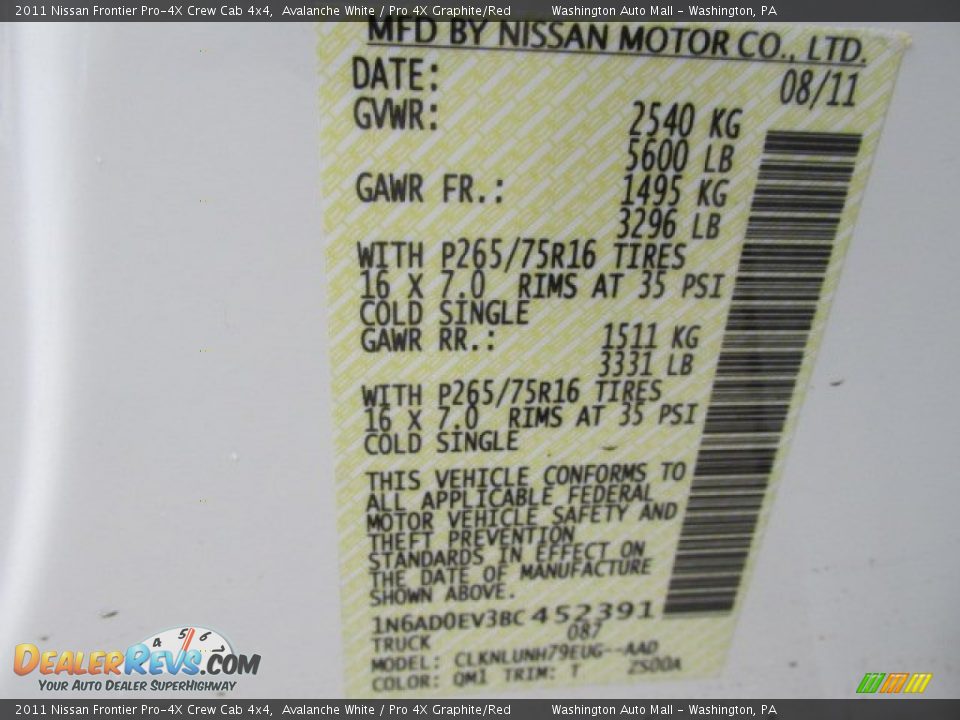 2011 Nissan Frontier Pro-4X Crew Cab 4x4, Avalanche White / Pro 4X Graphite/Red Washington Auto Mall - Washington, PA
MFD BY NISSAN MOTOR CO., LTD.
DATE: 08/11
GVWR: 2540 KG
5600 LB
GAWR FR.: 1495 KG
3296 LB
WITH P265/75R16 TIRES
16 X 7.0 RIMS AT 35 PSI
COLD SINGLE
GAWR RR.: 1511 KG
3331 LB
WITH P265/75R16 TIRES
16 X 7.0 RIMS AT 35 PSI
COLD SINGLE
THIS VEHICLE CONFORMS TO
ALL APPLICABLE FEDERAL
MOTOR VEHICLE SAFETY AND
THEFT PREVENTION
STANDARDS IN EFFECT ON
THE DATE OF MANUFACTURE
SHOWN ABOVE.
1N6AD0EV3BC452391
087
TRUCK
MODEL: CLKNLUNH79EUG--AAD
COLOR: QM1 TRIM: T 2S00A
4 5 6 7
DEALERREVS.COM
YOUR AUTO DEALER SUPERHIGHWAY
2011 Nissan Frontier Pro-4X Crew Cab 4x4, Avalanche White / Pro 4X Graphite/Red Washington Auto Mall - Washington, PA